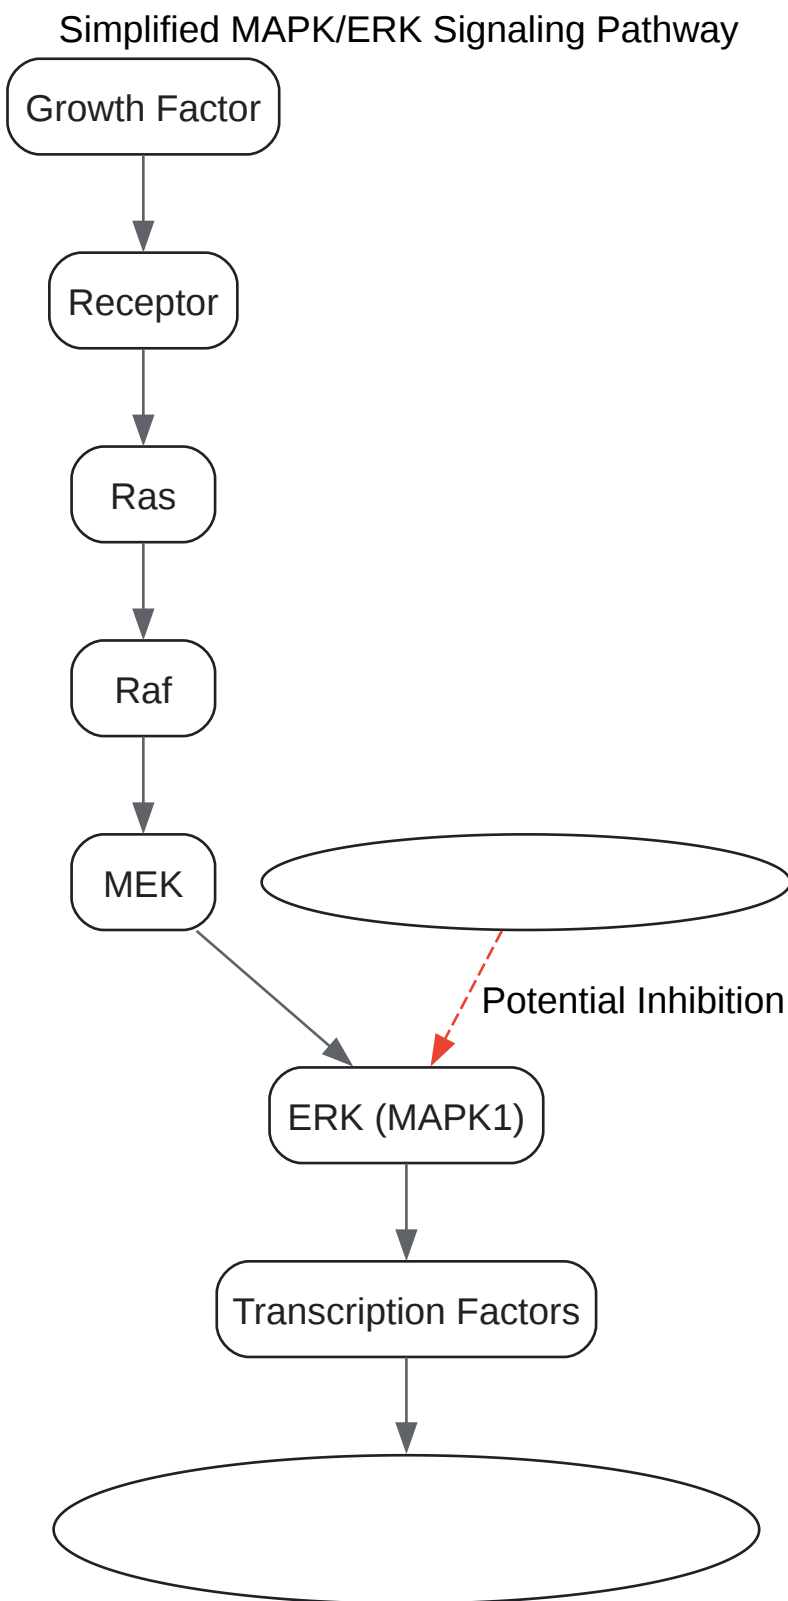 Simplified MAPK/ERK Signaling Pathway
Growth Factor
Receptor
Ras
Raf
MEK
Potential Inhibition
ERK (MAPK1)
Transcription Factors